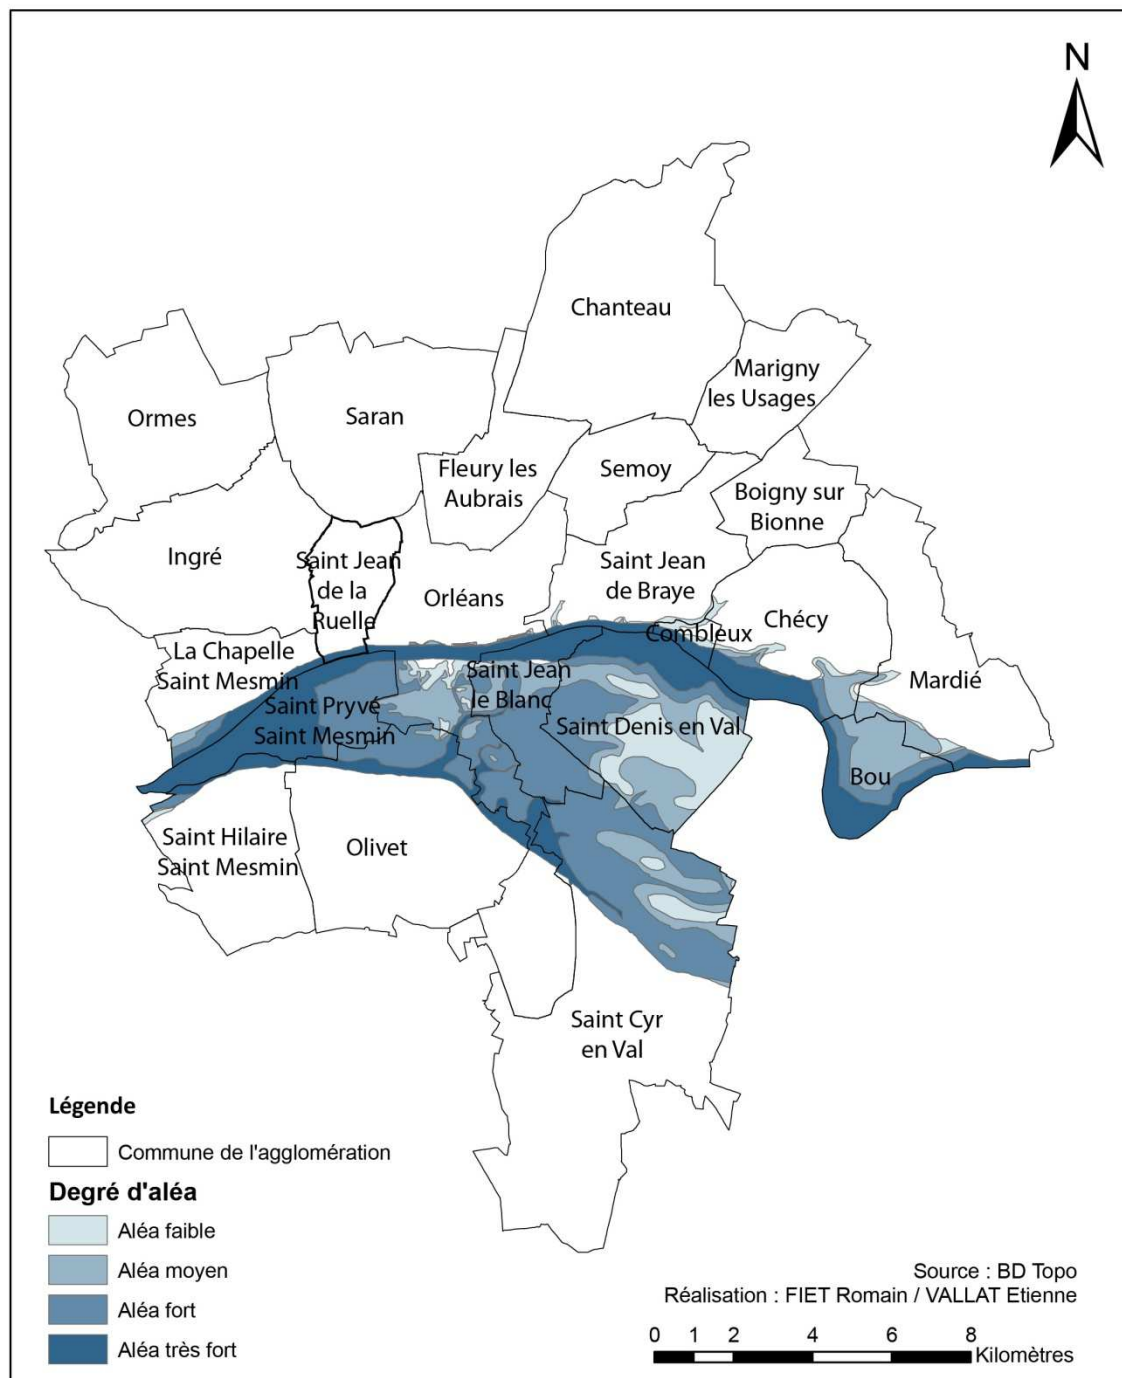 N
Chanteau
Marigny
les Usages
Ormes
Saran
Fleury les
Aubrais
Semoy
Boigny sur
Bionne
Ingré
Saint Jean
de la
Ruelle
Orléans
Saint Jean
de Braye
Combleux
Chécy
La Chapelle
Saint Mesmin
Mardié
Saint Jean
le Blanc
Saint Pryvé
Saint Mesmin
Saint Denis en Val
Bou
Saint Hilaire
Saint Mesmin
Olivet
Saint Cyr
en Val
Légende
Commune de l'agglomération
Degré d'aléa
Aléa faible
Aléa moyen
Aléa fort
Aléa très fort
Source : BD Topo
Réalisation : FIET Romain / VALLAT Etienne
0 1 2 4 6 8
Kilomètres